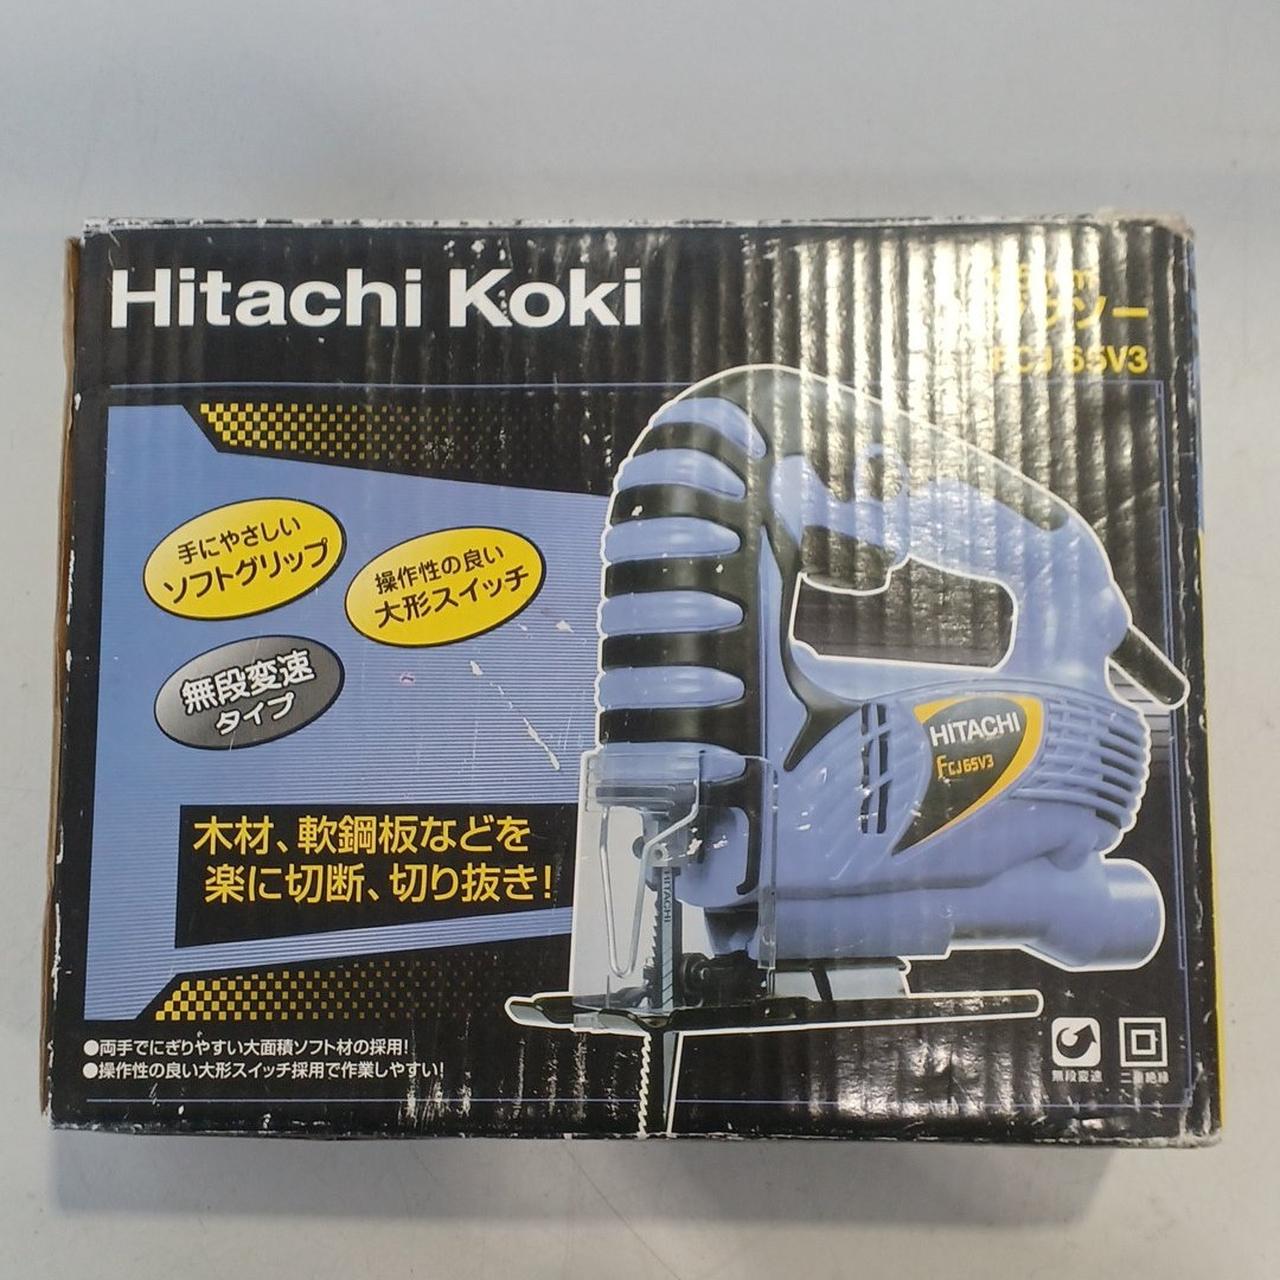 Hitachi Koki
FCJ 65V3
手にやさしい
ソフトグリップ
操作性の良い
大形スイッチ
無段変速
タイプ
HITACHI
FCJ65V3
木材、軟鋼板などを
楽に切断、切り抜き!
HITACHI
●両手でにぎりやすい大面積ソフト材の採用!
●操作性の良い大形スイッチ採用で作業しやすい!
無段変速
二重絶縁